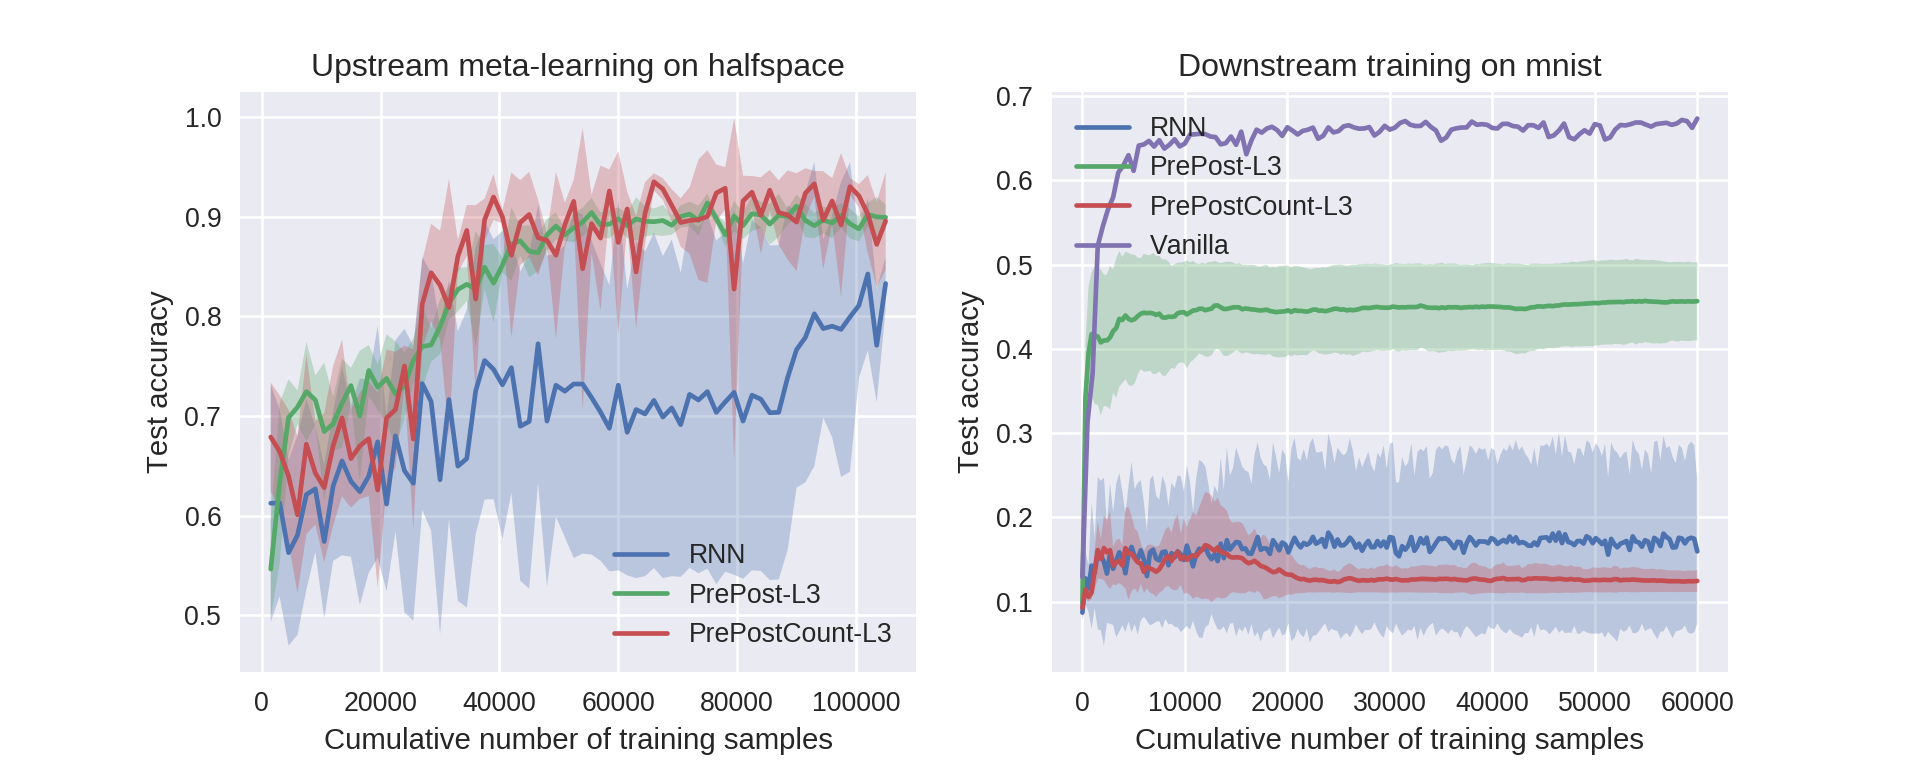 Upstream meta-learning on halfspace
1.0
0.9
0.8
0.7
0.6
0.5
Test accuracy
RNN
PrePost-L3
PrePostCount-L3
0 20000 40000 60000 80000 100000
Cumulative number of training samples
Downstream training on mnist
0.7
0.6
0.5
0.4
0.3
0.2
0.1
Test accuracy
RNN
PrePost-L3
PrePostCount-L3
Vanilla
0 10000 20000 30000 40000 50000 60000
Cumulative number of training samples